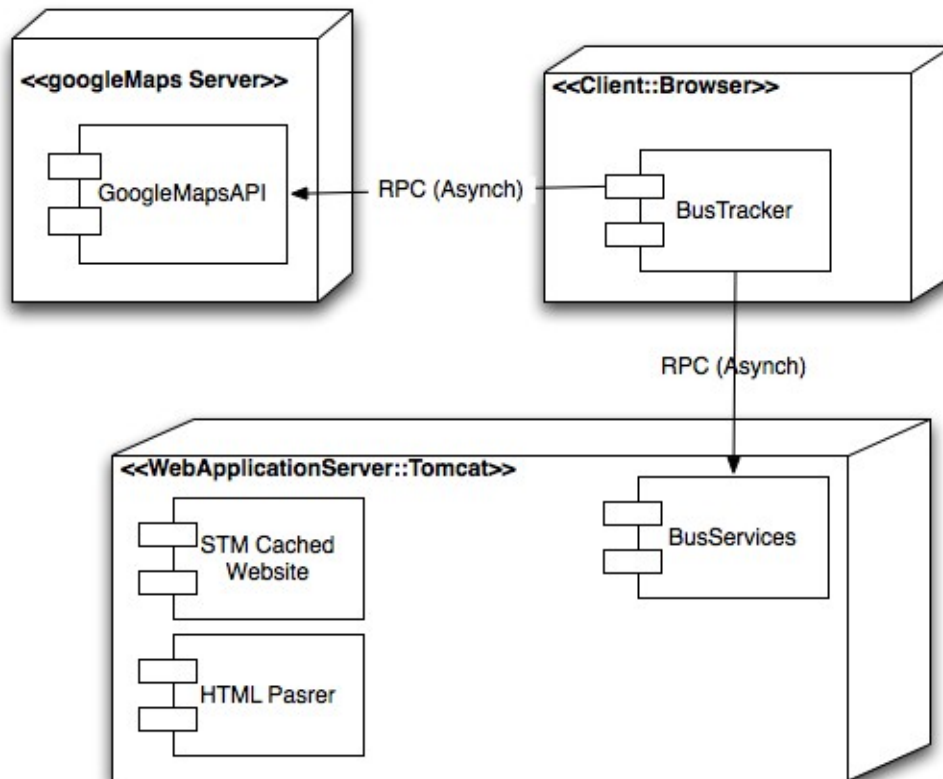 <<googleMaps Server>>
GoogleMapsAPI
RPC (Asynch)
<<Client::Browser>>
BusTracker
RPC (Asynch)
<<WebApplicationServer::Tomcat>>
STM Cached
Website
BusServices
HTML Pasrer